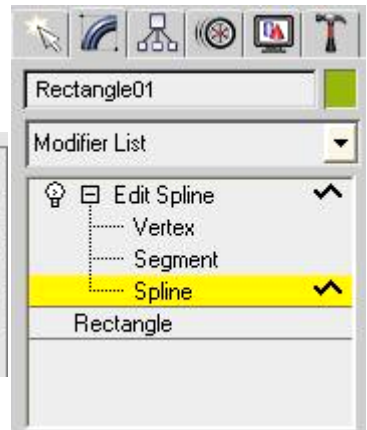 Rectangle01
Modifier List
Edit Spline
Vertex
Segment
Spline
Rectangle